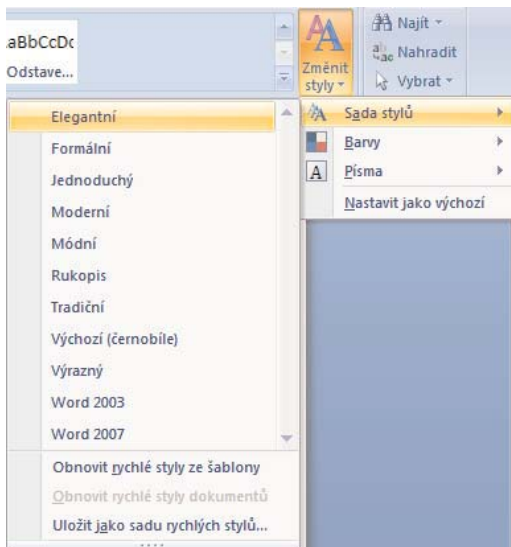 aBbCcDc
Odstave...
Změnit
styly
Najít
Nahradit
Vybrat
Sada stylů
Barvy
Písma
Nastavit jako výchozí
Elegantní
Formální
Jednoduchý
Moderní
Módní
Rukopis
Tradiční
Výchozí (černobíle)
Výrazný
Word 2003
Word 2007
Obnovit rychlé styly ze šablony
Obnovit rychlé styly dokumentů
Uložit jako sadu rychlých stylů...